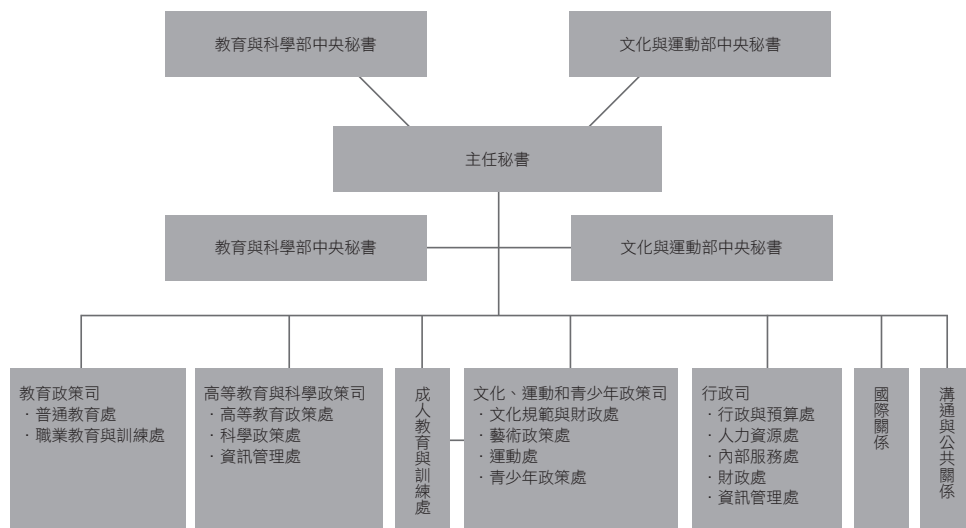 教育與科學部中央秘書
文化與運動部中央秘書
主任秘書
教育與科學部中央秘書
文化與運動部中央秘書
教育政策司
．普通教育處
．職業教育與訓練處
高等教育與科學政策司
．高等教育政策處
．科學政策處
．資訊管理處
成人教育與訓練處
文化、運動和青少年政策司
．文化規範與財政處
．藝術政策處
．運動處
．青少年政策處
行政司
．行政與預算處
．人力資源處
．內部服務處
．財政處
．資訊管理處
國際關係
溝通與公共關係